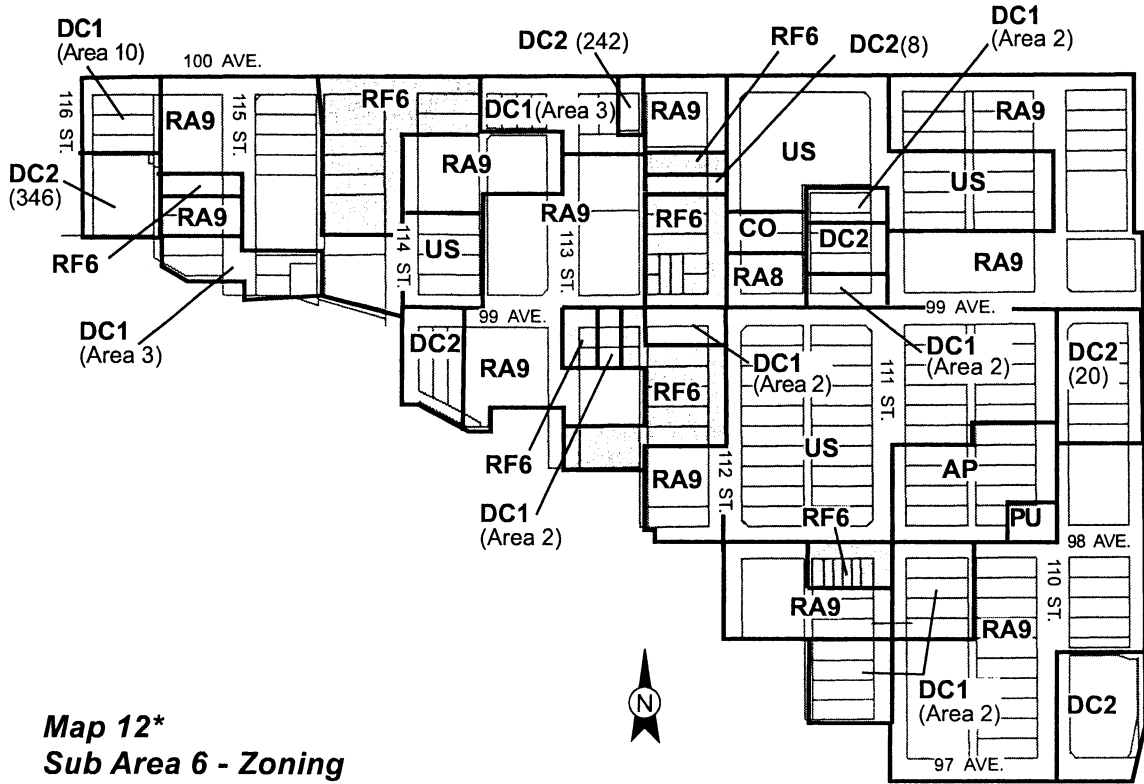 DC1
(Area 10)
100 AVE.
DC2 (242)
RF6
DC2(8)
DC1
(Area 2)
116 ST.
RA9
115 ST.
RF6
DC1(Area 3)
RA9
RA9
US
RA9
US
DC2
(346)
RA9
RA9
RF6
CO
DC2
RF6
114 ST.
US
113 ST.
RA8
RA9
DC1
(Area 3)
99 AVE.
99 AVE.
DC2
RA9
DC1
(Area 2)
111 ST.
DC1
(Area 2)
DC2
(20)
RF6
RF6
US
AP
DC1
(Area 2)
RA9
112 ST.
RF6
PU
98 AVE.
RA9
110 ST.
RA9
DC1
(Area 2)
DC2
N
97 AVE.
Map 12*
Sub Area 6 - Zoning